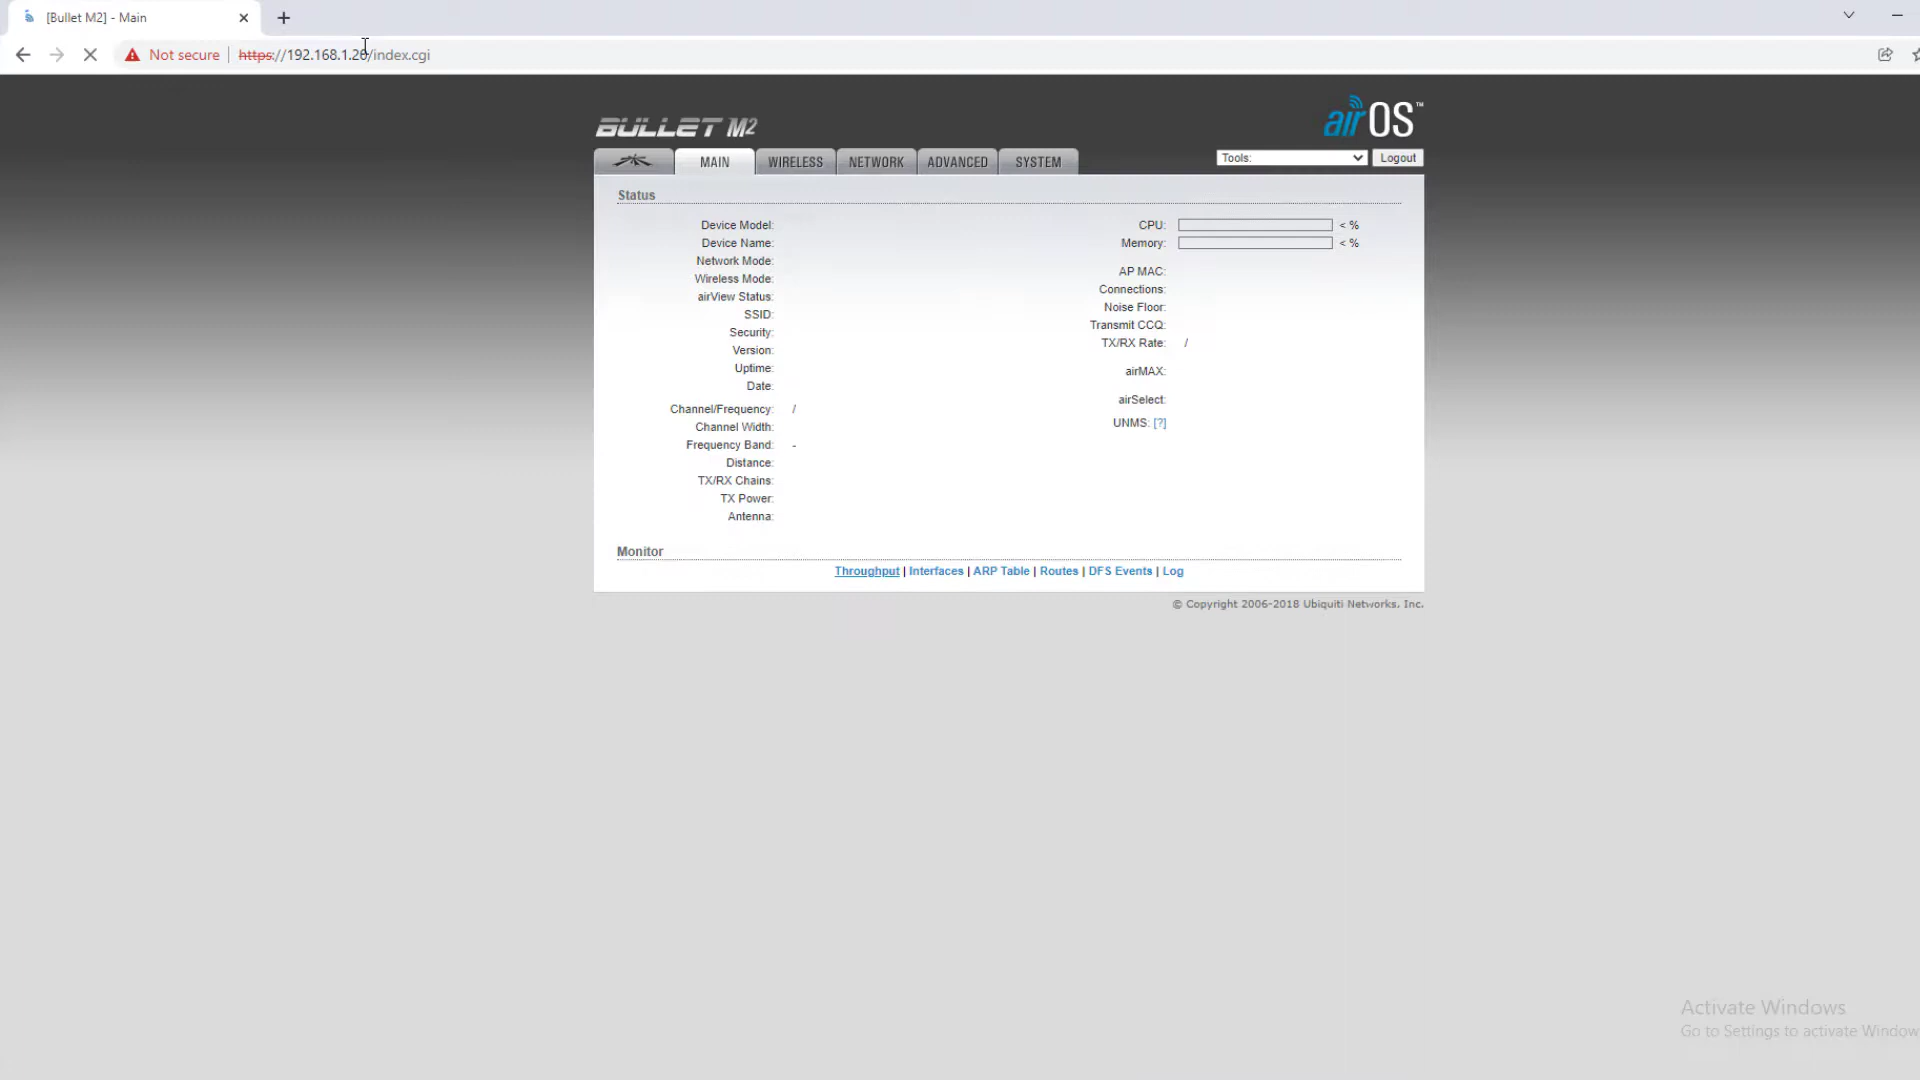 [Bullet M2] - Main
Not secure
https://192.168.1.20/index.cgi
BULLET M2
airOS™
MAIN
WIRELESS
NETWORK
ADVANCED
SYSTEM
Tools:
Logout
Status
Device Model:
Device Name:
Network Mode:
Wireless Mode:
airView Status:
SSID:
Security:
Version:
Uptime:
Date:
Channel/Frequency: /
Channel Width:
Frequency Band: -
Distance:
TX/RX Chains:
TX Power:
Antenna:
CPU: < %
Memory: < %
AP MAC:
Connections:
Noise Floor:
Transmit CCQ:
TX/RX Rate: /
airMAX:
airSelect:
UNMS: [?]
Monitor
Throughput | Interfaces | ARP Table | Routes | DFS Events | Log
© Copyright 2006-2018 Ubiquiti Networks, Inc.
Activate Windows
Go to Settings to activate Window